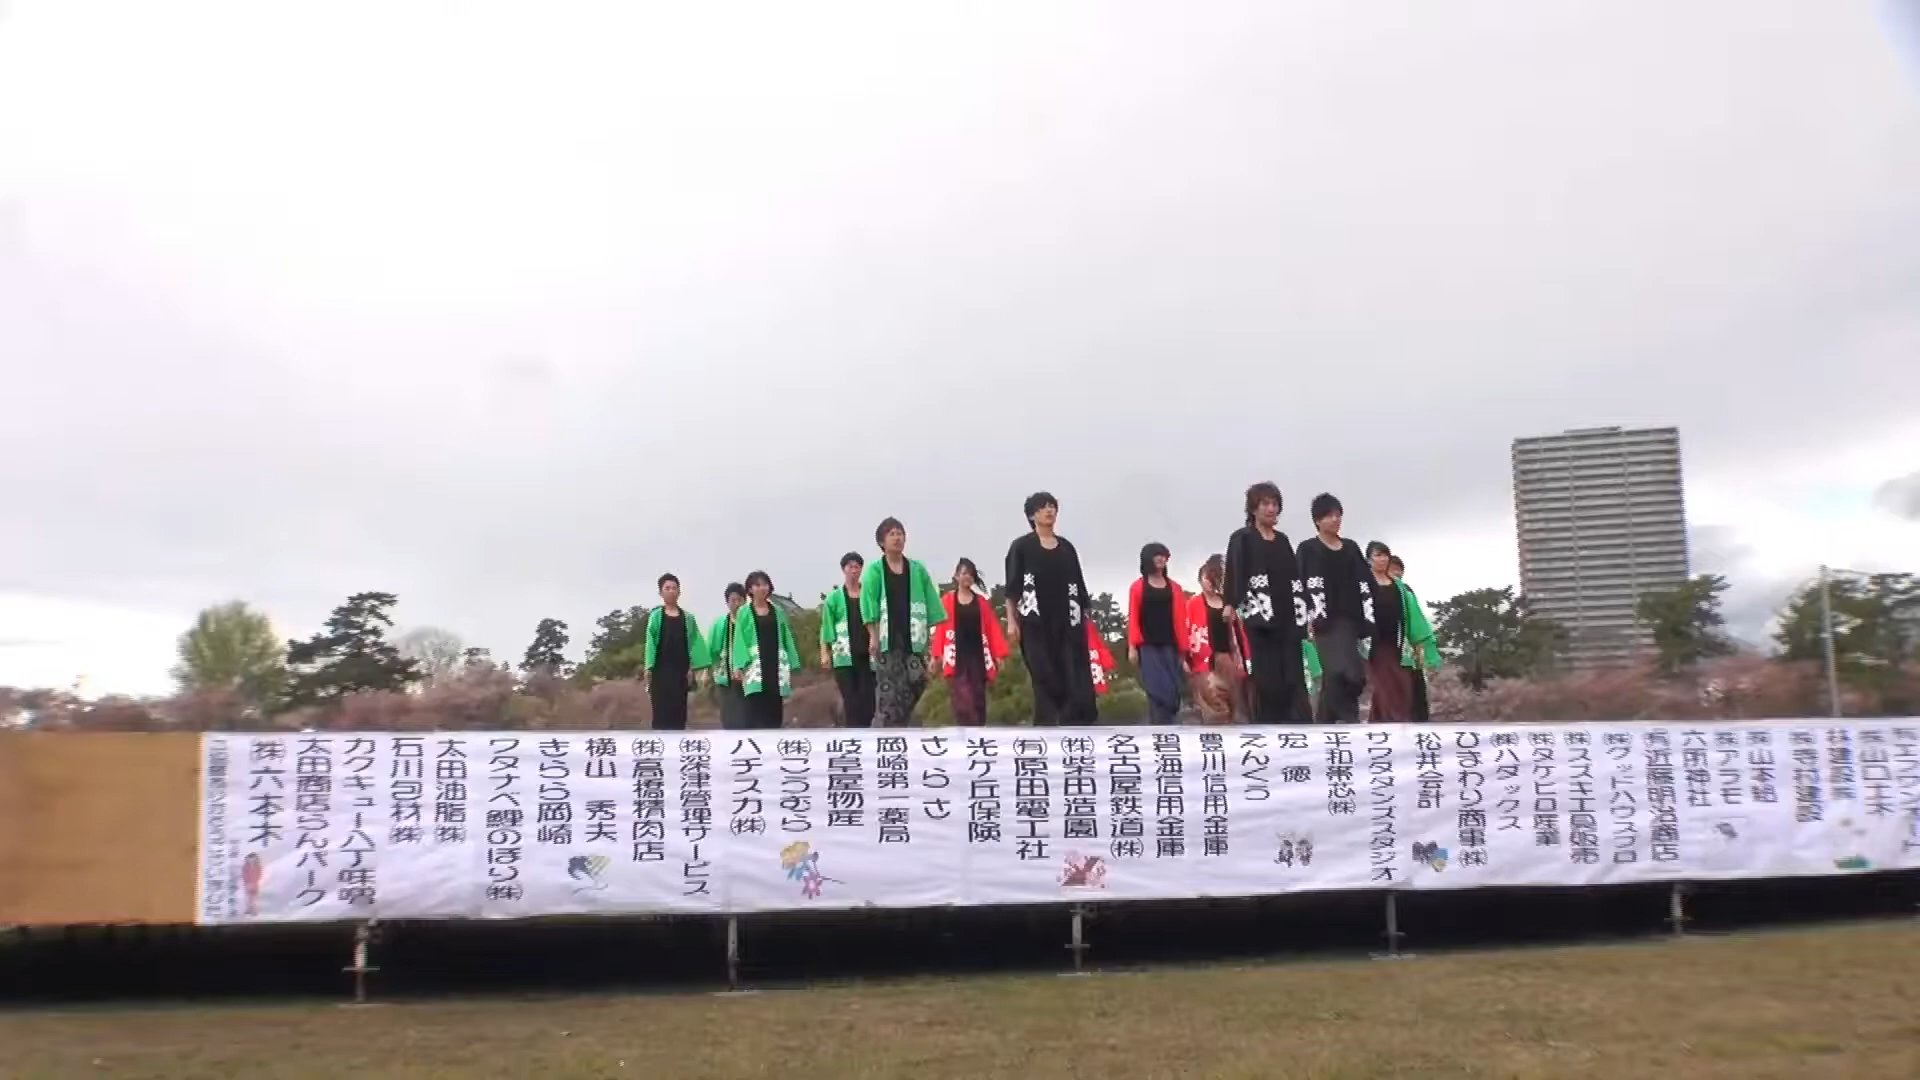 ㈱六本木
太田商店らんパーク
カクキュー八丁味噌
石川包材㈱
太田油脂㈱
ワタナベ鯉のぼり㈱
きらら岡崎
横山 秀夫
㈱高橋精肉店
㈱深津管理サービス
ハチスカ㈱
㈱こうむら
岐阜屋物産
岡崎第一薬局
さらさ
光ケ丘保険
㈲原田電工社
㈱柴田造園
名古屋鉄道㈱
碧海信用金庫
豊川信用金庫
えんくう
宏徳
平和帯芯㈱
サワダダンススタジオ
松井会計
ひまわり商事㈱
㈱ハダックス
㈱タケヒロ産業
㈱スズキ工具販売
㈱グッドハウスプロ
㈲近藤明治商店
六所神社
㈱アラモ
㈱山本組
㈱寺村建設
㈱山口土木